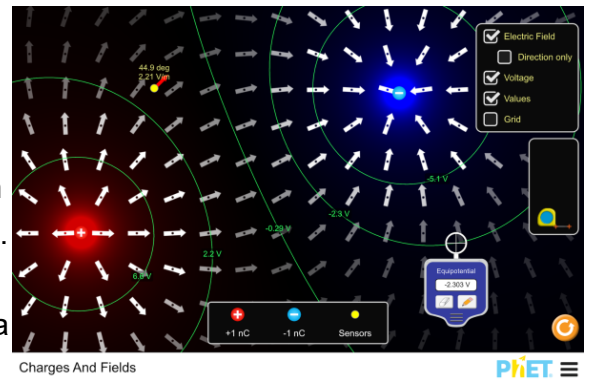 44.9 deg
2.21 V/m
Electric Field
Direction only
Voltage
Values
Grid
-5.1 V
-2.3 V
-0.29 V
2.2 V
6.8 V
Equipotential
-2.303 V
+1 nC
-1 nC
Sensors
Charges And Fields
PhET